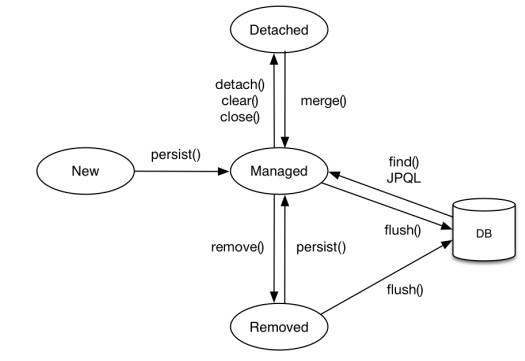 Detached
detach()
clear()
close()
merge()
persist()
New
Managed
find()
JPQL
DB
flush()
remove()
persist()
flush()
Removed